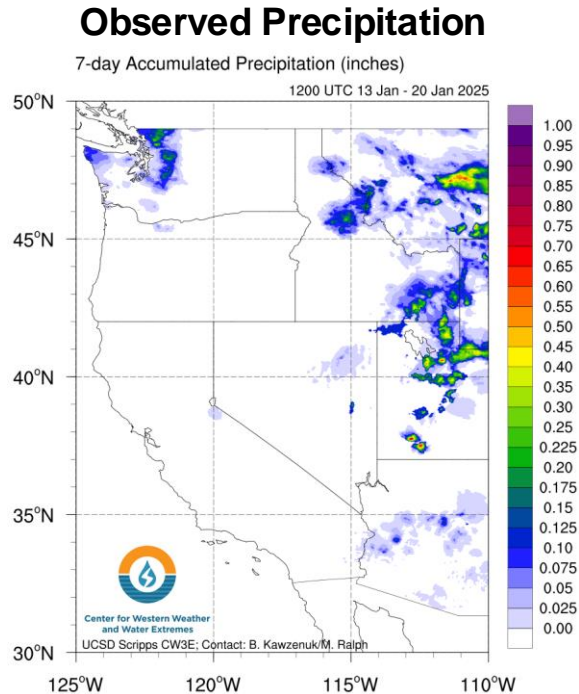 Observed Precipitation
7-day Accumulated Precipitation (inches)
1200 UTC 13 Jan - 20 Jan 2025
50°N
45°N
40°N
35°N
30°N
125°W
120°W
115°W
110°W
1.00
0.95
0.90
0.85
0.80
0.75
0.70
0.65
0.60
0.55
0.50
0.45
0.40
0.35
0.30
0.25
0.225
0.20
0.175
0.15
0.125
0.10
0.075
0.05
0.025
0.00
Center for Western Weather
and Water Extremes
UCSD Scripps CW3E; Contact: B. Kawzenuk/M. Ralph